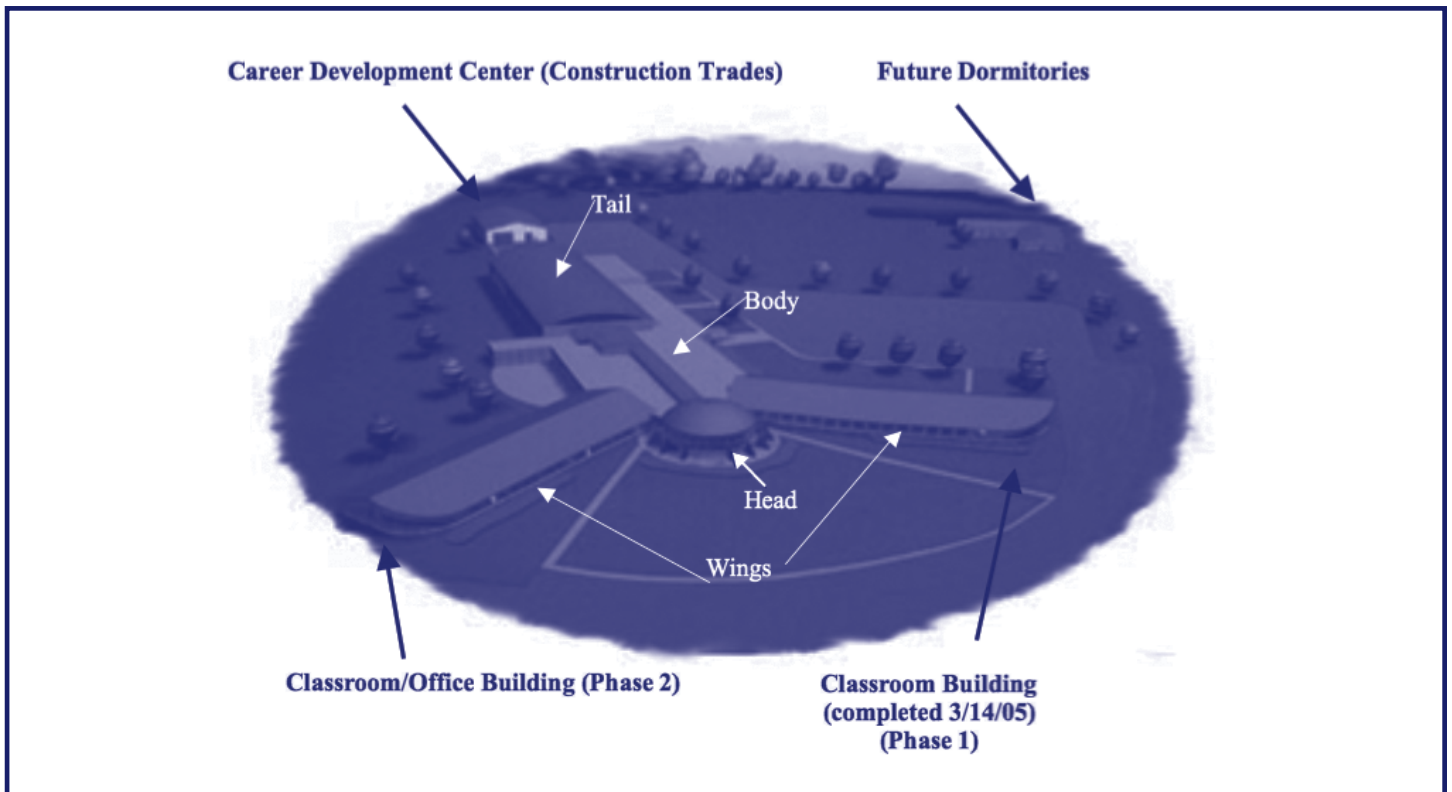 Career Development Center (Construction Trades)
Future Dormitories
Tail
Body
Head
Wings
Classroom/Office Building (Phase 2)
Classroom Building
(completed 3/14/05)
(Phase 1)